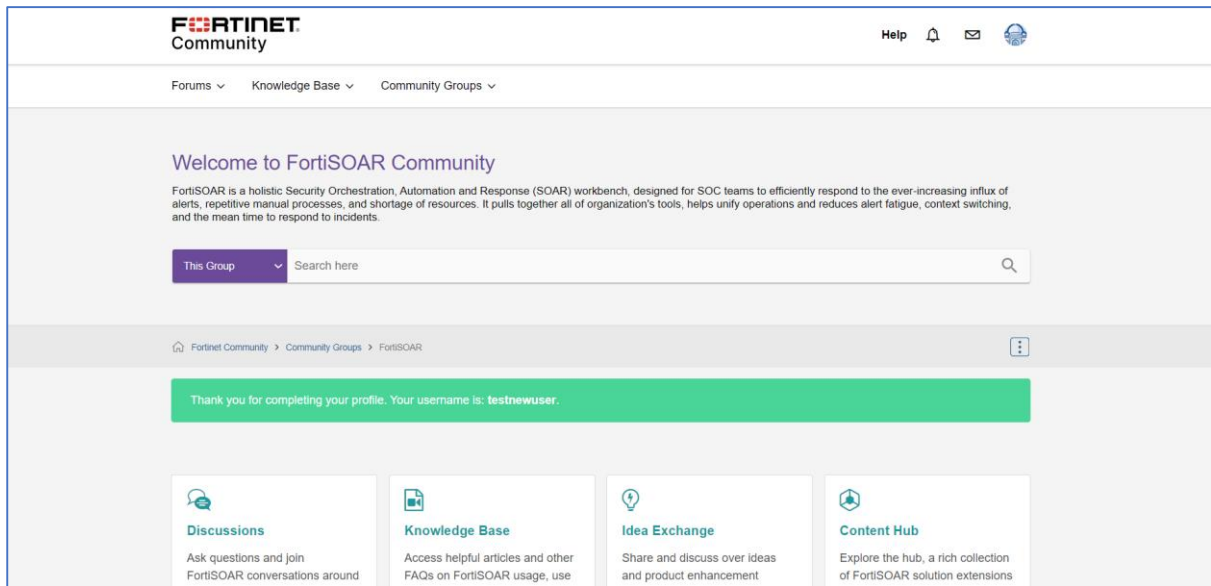 FORTINET
Community
Help
Forums
Knowledge Base
Community Groups
Welcome to FortiSOAR Community
FortiSOAR is a holistic Security Orchestration, Automation and Response (SOAR) workbench, designed for SOC teams to efficiently respond to the ever-increasing influx of
alerts, repetitive manual processes, and shortage of resources. It pulls together all of organization's tools, helps unify operations and reduces alert fatigue, context switching,
and the mean time to respond to incidents.
This Group
Search here
Fortinet Community > Community Groups > FortiSOAR
Thank you for completing your profile. Your username is: testnewuser.
Discussions
Ask questions and join
FortiSOAR conversations around
Knowledge Base
Access helpful articles and other
FAQs on FortiSOAR usage, use
Idea Exchange
Share and discuss over ideas
and product enhancement
Content Hub
Explore the hub, a rich collection
of FortiSOAR solution extensions